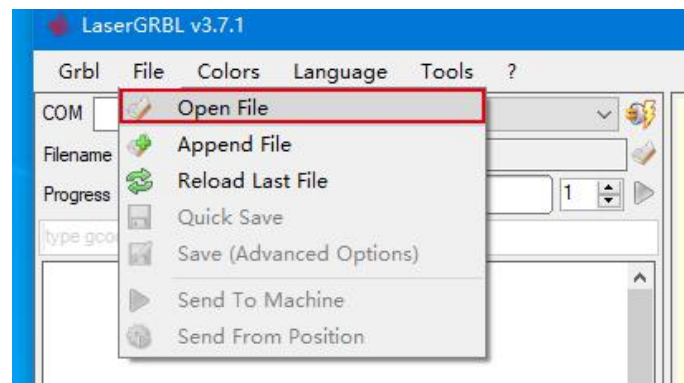 LaserGRBL v3.7.1
Grbl File Colors Language Tools ?
COM
Open File
Filename
Append File
Progress
Reload Last File
1
Quick Save
type gco
Save (Advanced Options)
Send To Machine
Send From Position